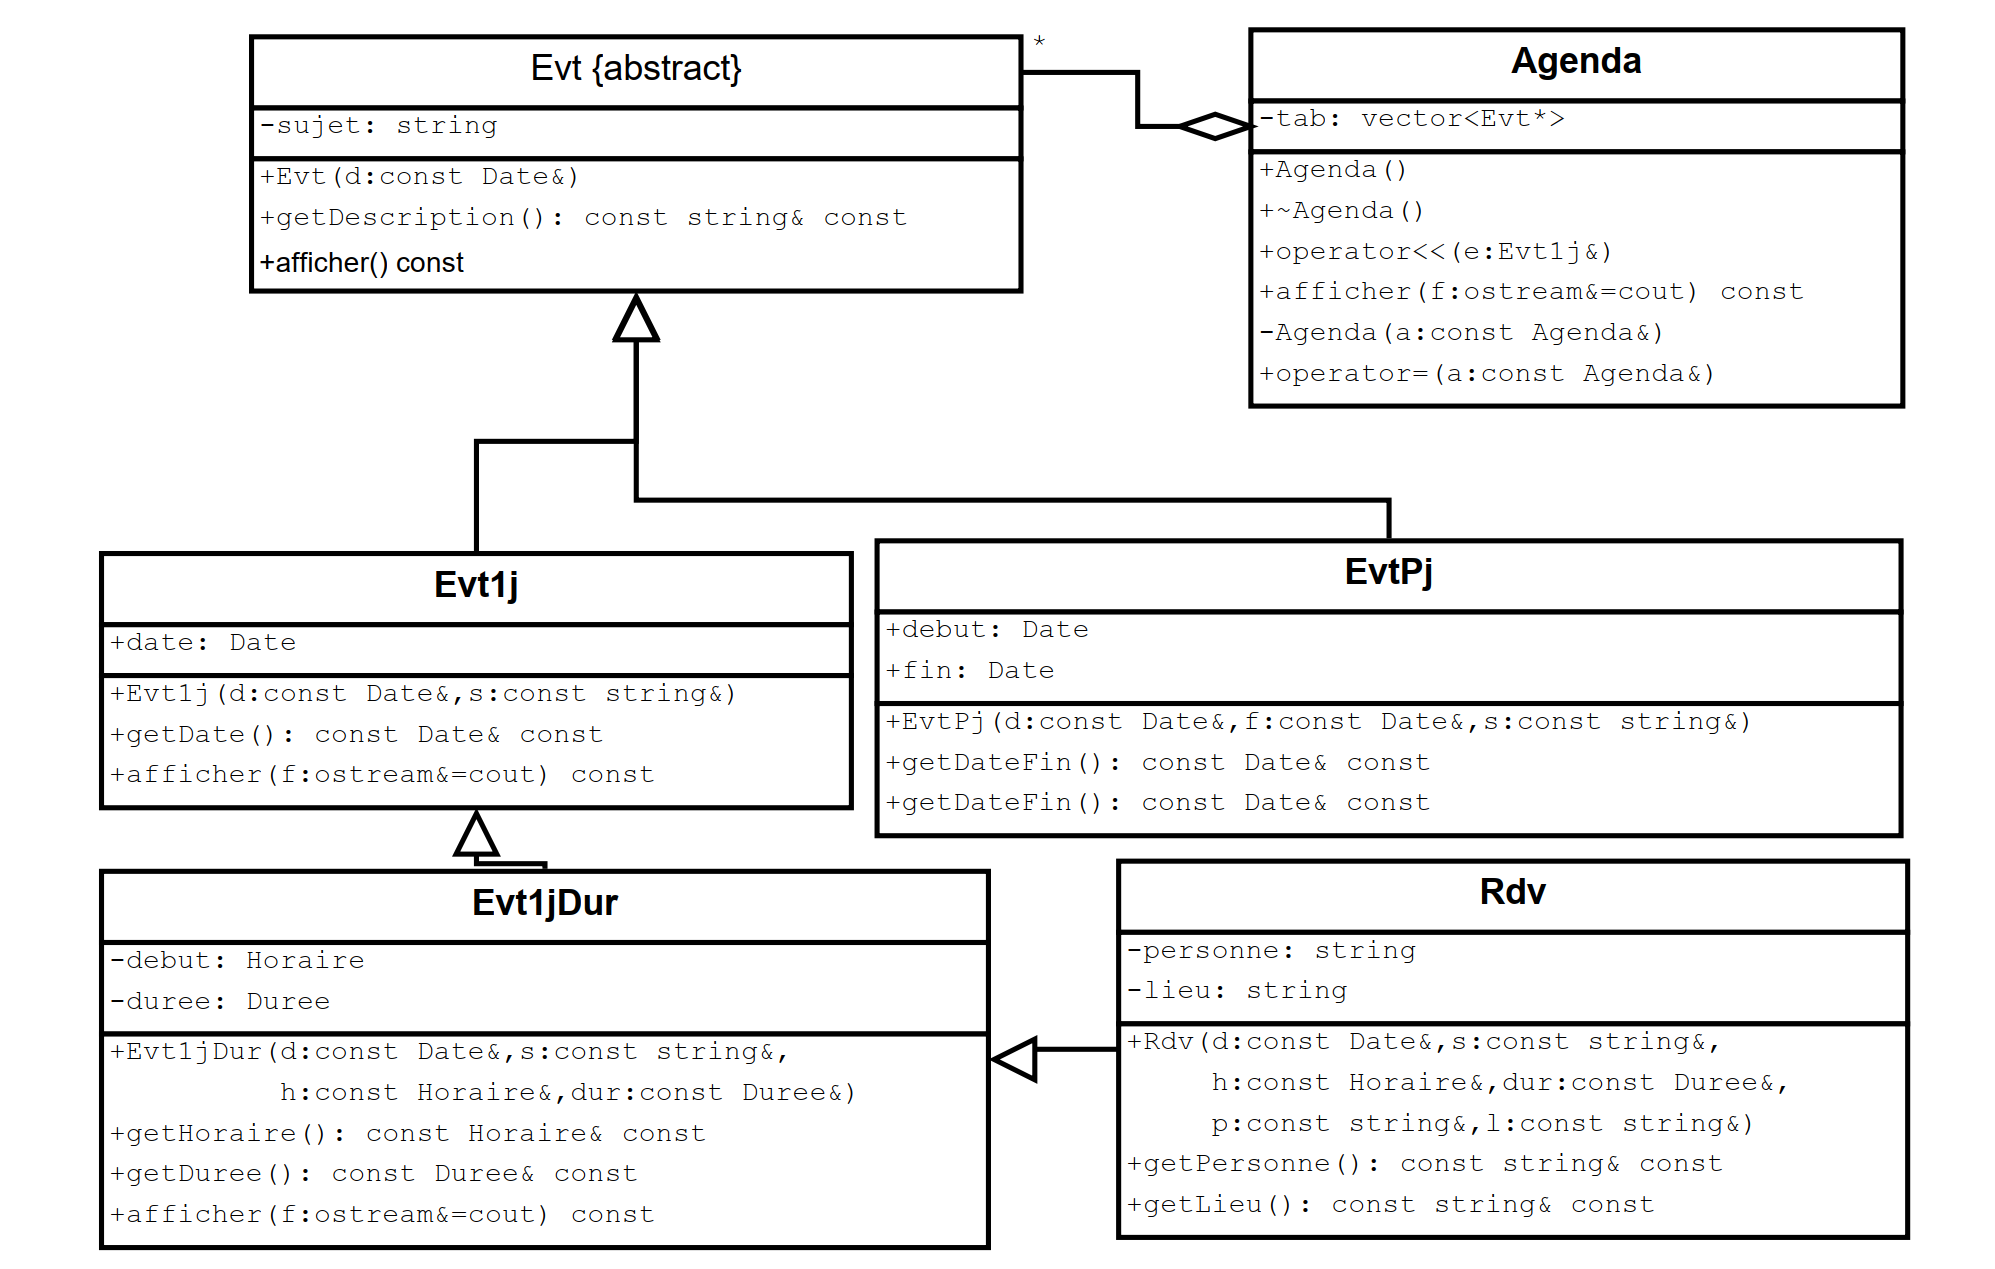 Evt {abstract}
-sujet: string
+Evt(d:const Date&)
+getDescription(): const string& const
+afficher() const
*
Agenda
-tab: vector<Evt*>
+Agenda()
+~Agenda()
+operator<<(e:Evt1j&)
+afficher(f:ostream&=cout) const
-Agenda(a:const Agenda&)
+operator=(a:const Agenda&)
Evt1j
+date: Date
+Evt1j(d:const Date&,s:const string&)
+getDate(): const Date& const
+afficher(f:ostream&=cout) const
EvtPj
+debut: Date
+fin: Date
+EvtPj(d:const Date&,f:const Date&,s:const string&)
+getDateFin(): const Date& const
+getDateFin(): const Date& const
Evt1jDur
-debut: Horaire
-duree: Duree
+Evt1jDur(d:const Date&,s:const string&,
h:const Horaire&,dur:const Duree&)
+getHoraire(): const Horaire& const
+getDuree(): const Duree& const
+afficher(f:ostream&=cout) const
Rdv
-personne: string
-lieu: string
+Rdv(d:const Date&,s:const string&,
h:const Horaire&,dur:const Duree&,
p:const string&,l:const string&)
+getPersonne(): const string& const
+getLieu(): const string& const